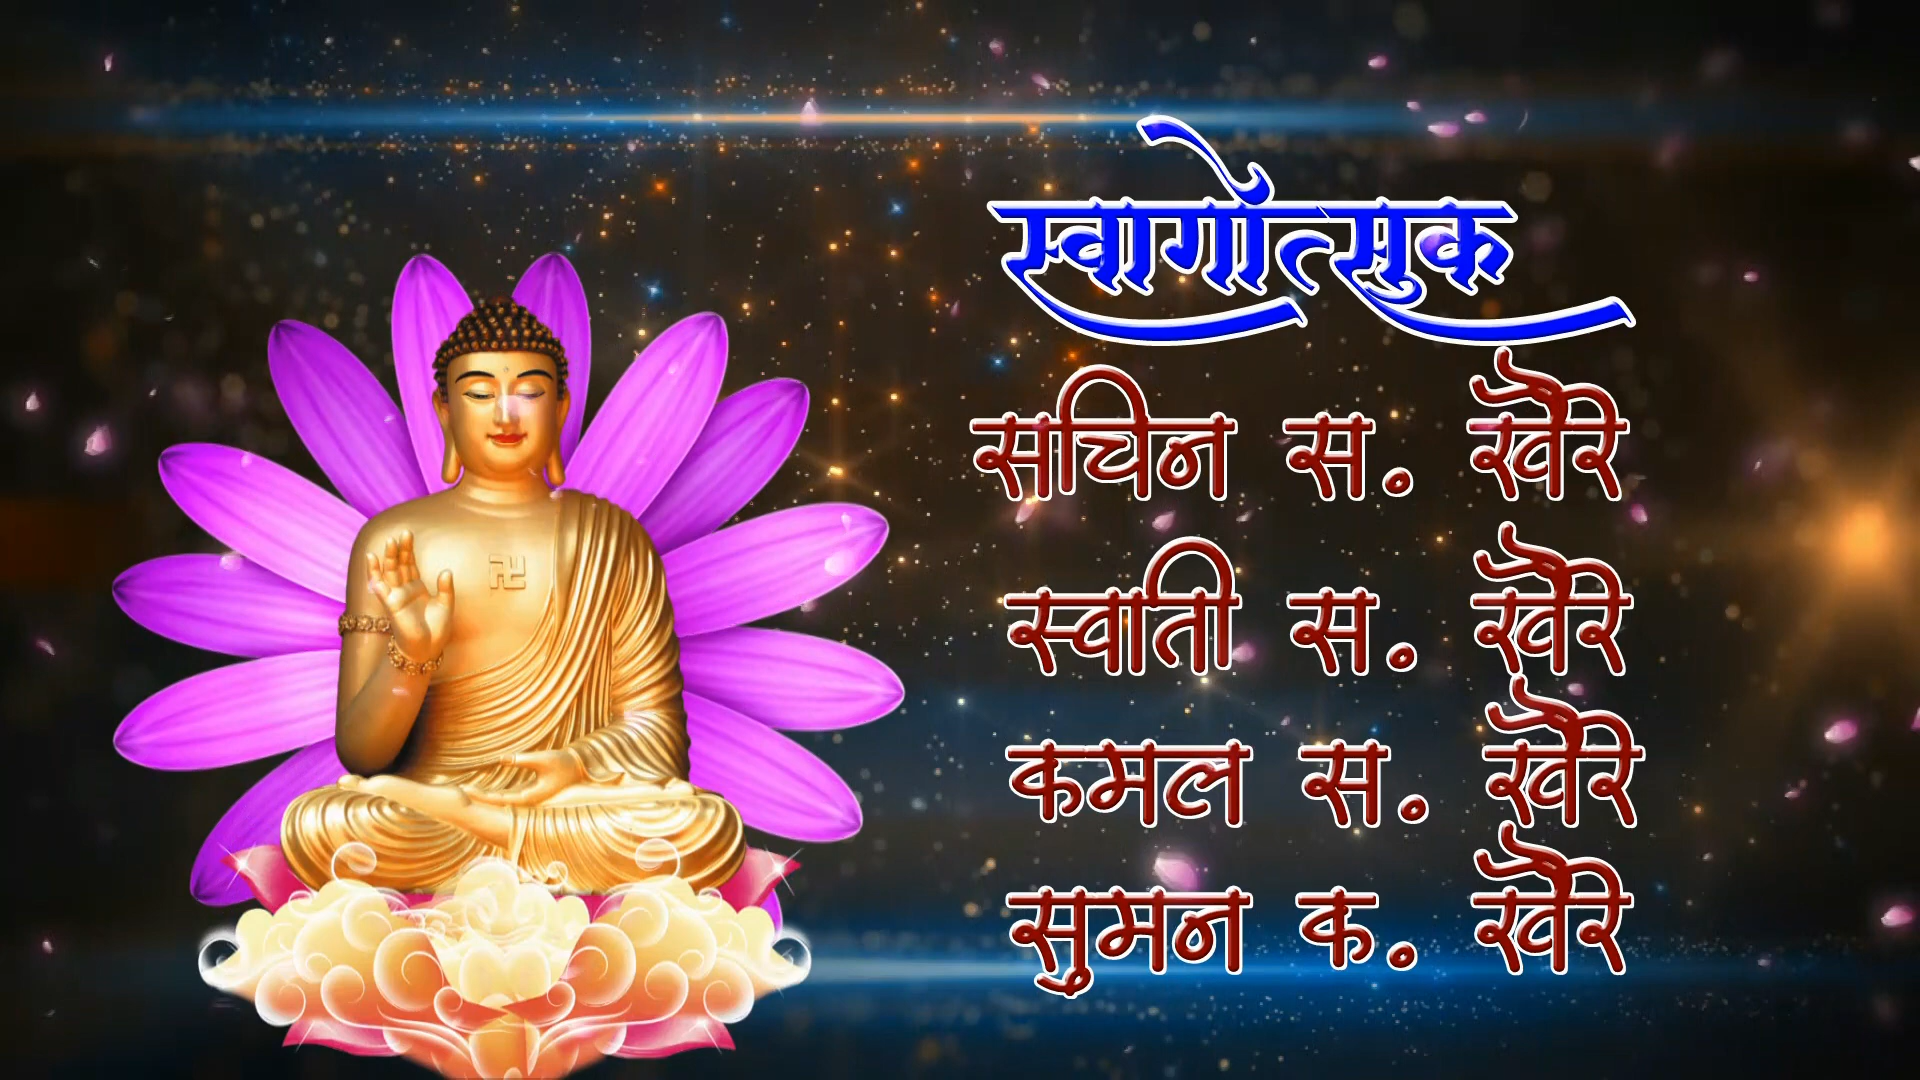 स्वागोत्सुक
सचिन स. खैरे
स्वाती स. खैरे
कमल स. खैरे
सुमन क. खैरे